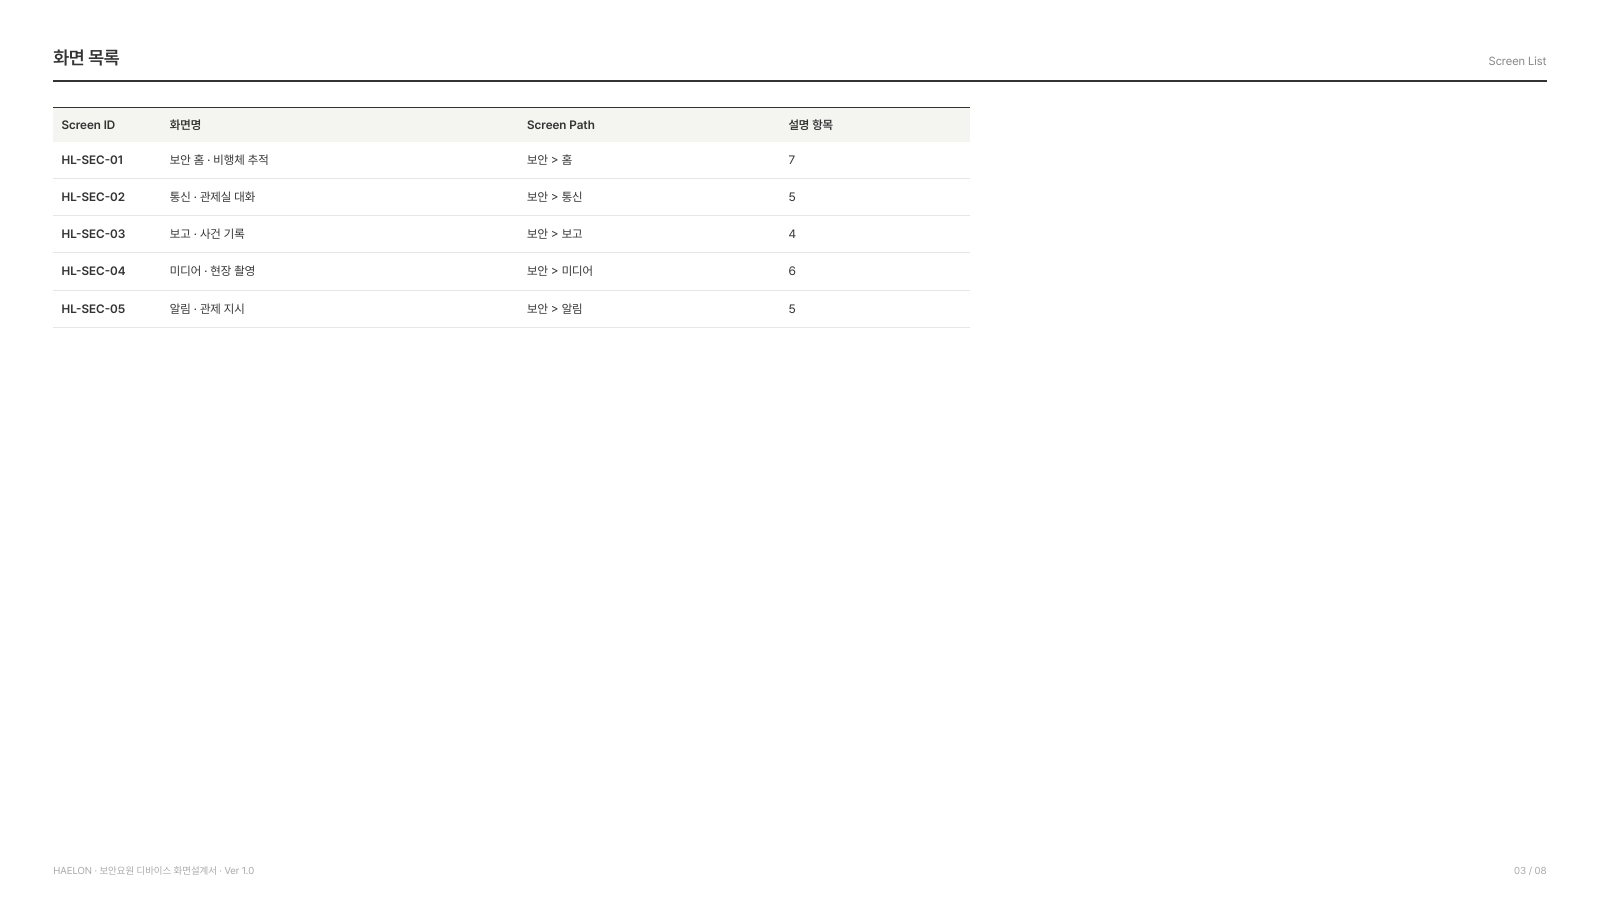 화면 목록
Screen List
Screen ID 화면명 Screen Path 설명 항목
HL-SEC-01 보안 홈 · 비행체 추적 보안 > 홈 7
HL-SEC-02 통신 · 관제실 대화 보안 > 통신 5
HL-SEC-03 보고 · 사건 기록 보안 > 보고 4
HL-SEC-04 미디어 · 현장 촬영 보안 > 미디어 6
HL-SEC-05 알림 · 관제 지시 보안 > 알림 5
HAELON · 보안요원 디바이스 화면설계서 · Ver 1.0
03 / 08